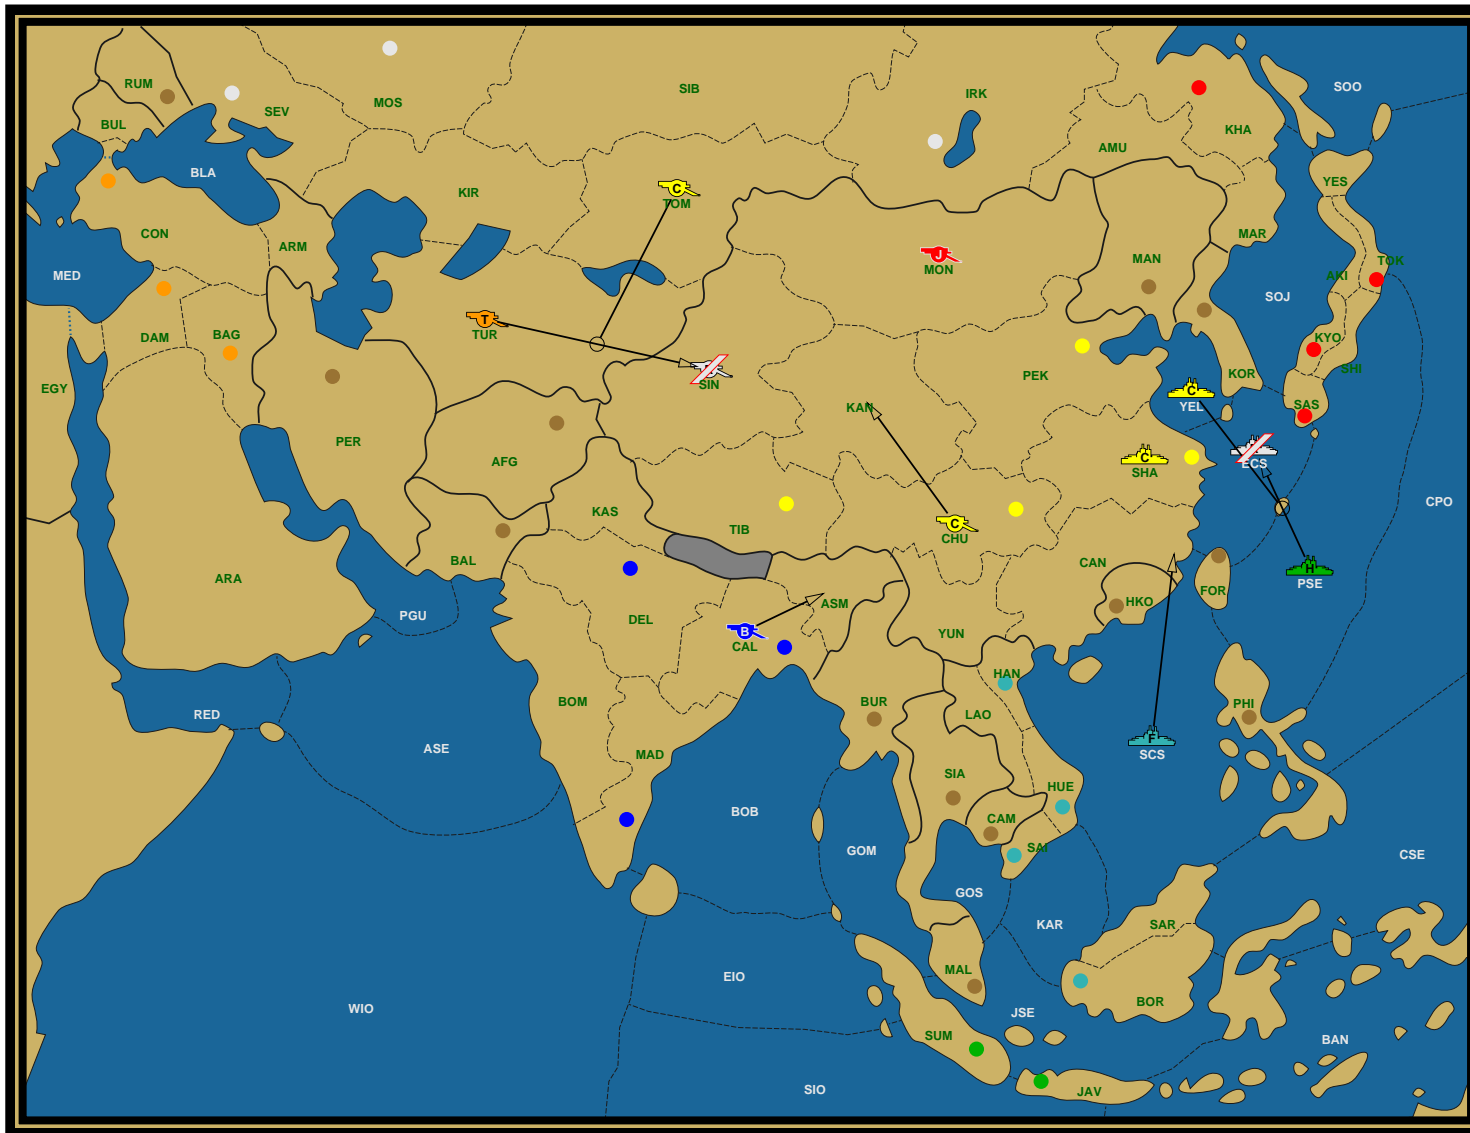 RUM
MOS
SIB
IRK
SOO
BUL
SEV
KHA
BLA
AMU
YES
KIR
C
TOM
CON
ARM
MAR
MED
J
MON
MAN
AKI
TOK
SOJ
T
TUR
DAM
BAG
KYO
SHI
EGY
SIN
PEK
KOR
C
YEL
KAN
SAS
PER
AFG
C
SHA
ECS
CPO
KAS
TIB
C
CHU
BAL
CAN
H
PSE
ARA
FOR
PGU
DEL
ASM
HKO
B
CAL
YUN
HAN
BOM
BUR
LAO
PHI
RED
ASE
MAD
F
SCS
SIA
HUE
BOB
CAM
GOM
SAI
CSE
GOS
KAR
SAR
MAL
EIO
BOR
WIO
JSE
SUM
BAN
SIO
JAV